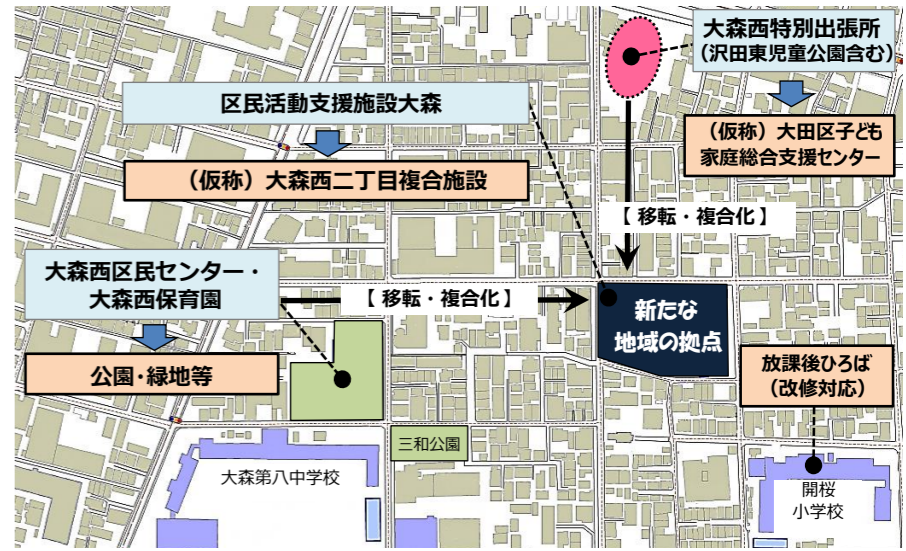 大森西特別出張所
（沢田東児童公園含む）
区民活動支援施設大森
（仮称）大田区子ども
家庭総合支援センター
（仮称）大森西二丁目複合施設
【 移転・複合化 】
大森西区民センター・
大森西保育園
【 移転・複合化 】
新たな
地域の拠点
公園・緑地等
放課後ひろば
（改修対応）
三和公園
大森第八中学校
開桜
小学校